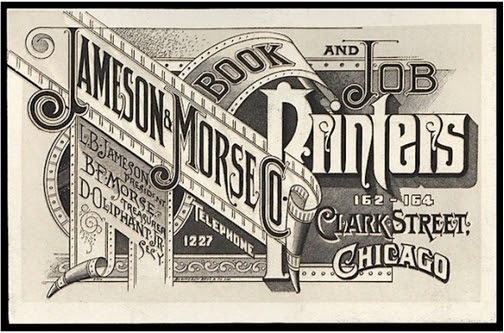 JAMESON & MORSE CO.
BOOK
AND JOB
Printers
162-164
CLARK STREET,
CHICAGO
L.B. JAMESON
PRESIDENT
B.F. MORSE,
TREASURER
D. OLIPHANT, JR.
SEC'Y.
TELEPHONE
1227